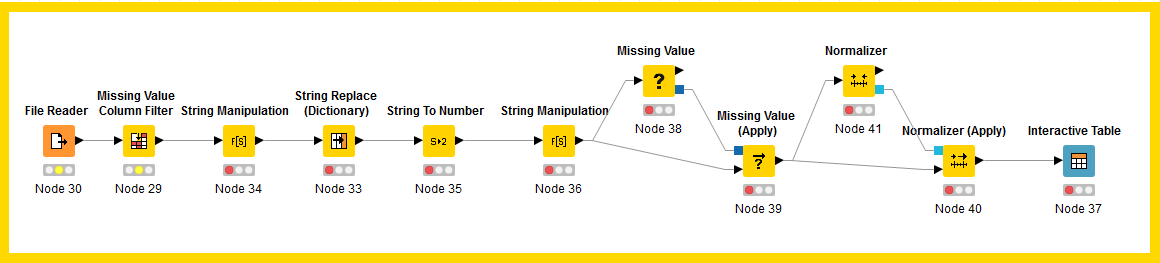 Missing Value
Normalizer
File Reader
Missing Value
Column Filter
String Manipulation
String Replace
(Dictionary)
String To Number
String Manipulation
Missing Value
(Apply)
Normalizer (Apply)
Interactive Table
?
F[S]
S▸2
F[S]
?
Node 38
Node 41
Node 30
Node 29
Node 34
Node 33
Node 35
Node 36
Node 39
Node 40
Node 37